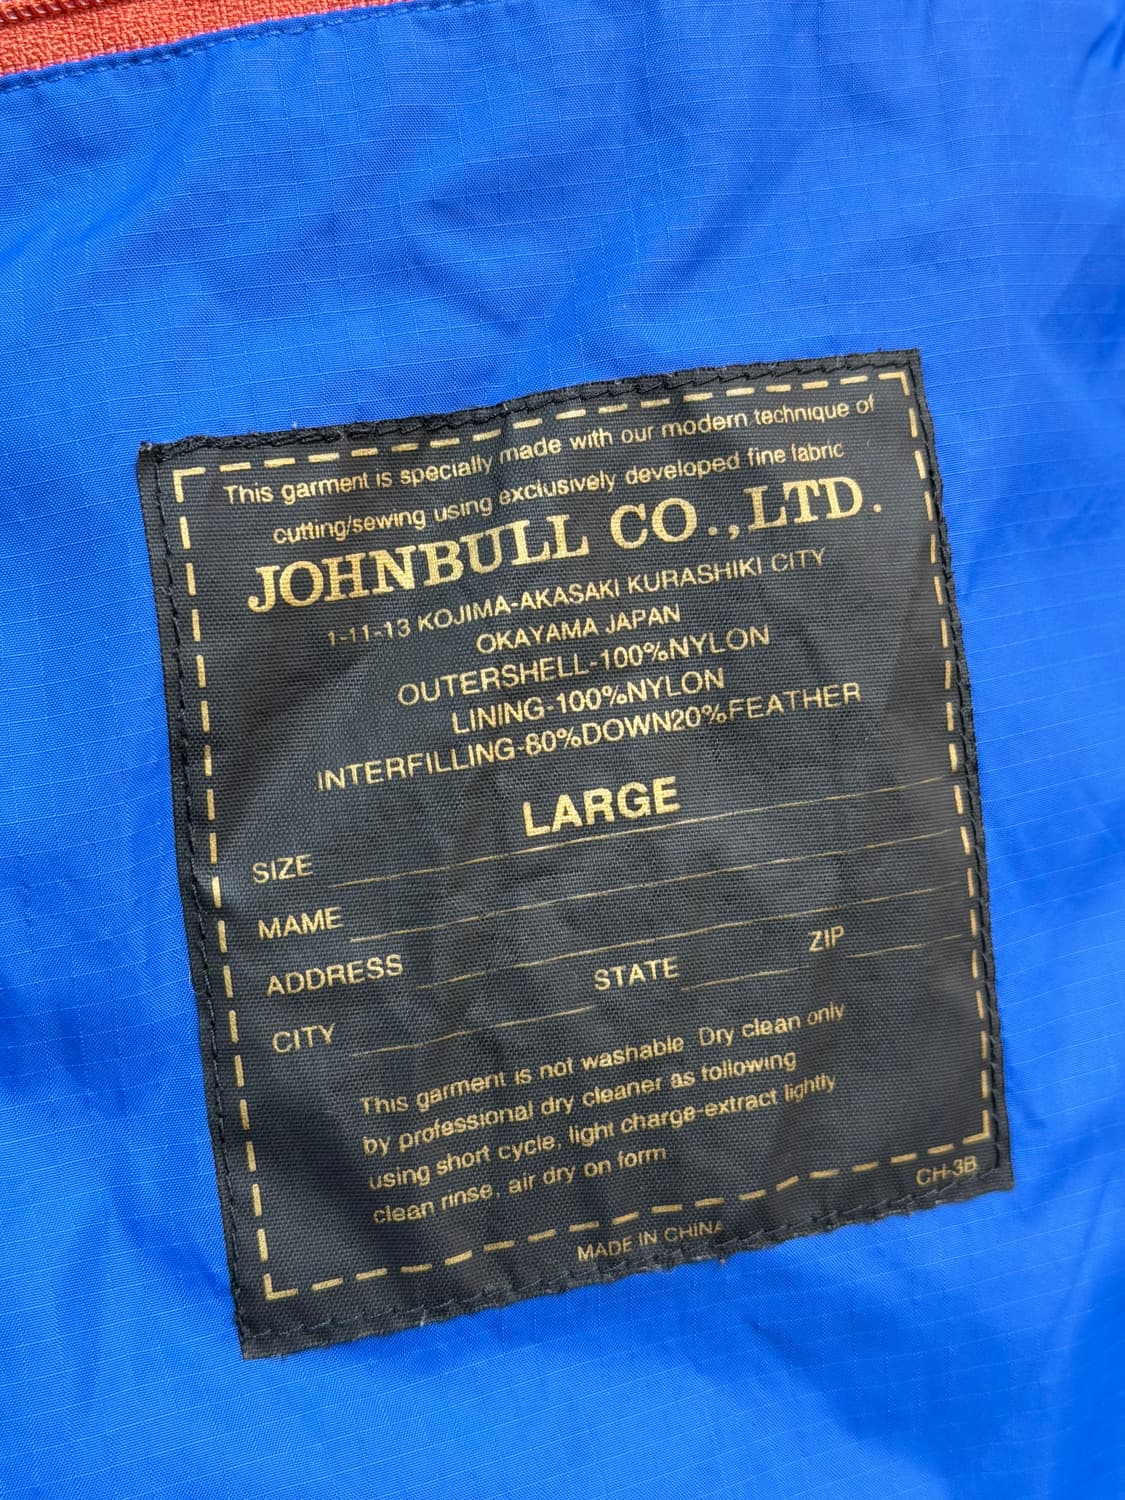 This garment is specially made with our modern technique of
cutting/sewing using exclusively developed fine fabric
JOHNBULL CO.,LTD.
1-11-13 KOJIMA-AKASAKI KURASHIKI CITY
OKAYAMA JAPAN
OUTERSHELL-100%NYLON
LINING-100%NYLON
INTERFILLING-80%DOWN20%FEATHER
LARGE
SIZE
MAME
ADDRESS
CITY STATE ZIP
This garment is not washable Dry clean only
by professional dry cleaner as following
using short cycle, light charge-extract lightly
clean rinse, air dry on form
CH-3B
MADE IN CHINA